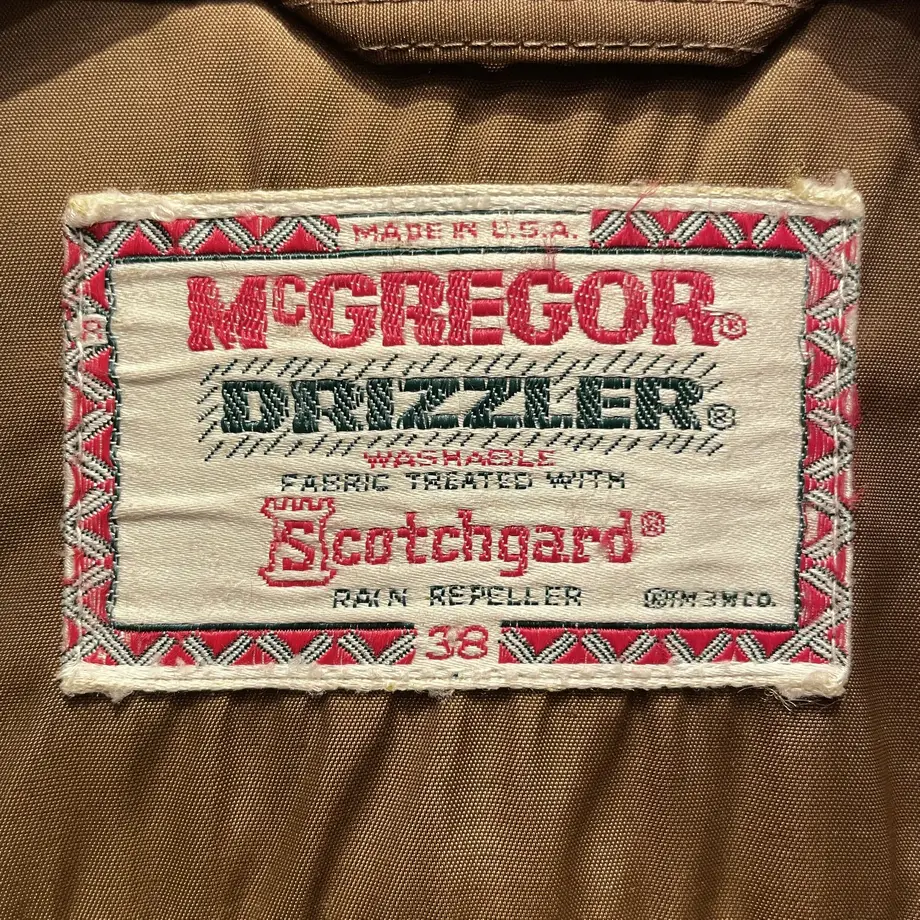 MADE IN U.S.A.
McGREGOR®
R
DRIZZLER®
WASHABLE
FABRIC TREATED WITH
Scotchgard®
RAIN REPELLER ®TM 3M CO.
38